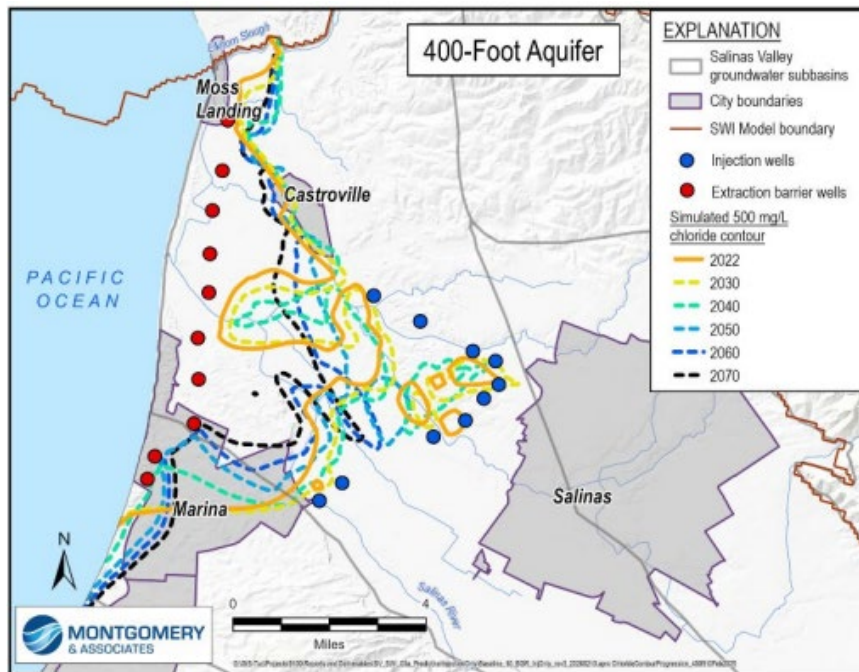 400-Foot Aquifer
EXPLANATION
Salinas Valley
groundwater subbasins
City boundaries
SWI Model boundary
Injection wells
Extraction barrier wells
Simulated 500 mg/L
chloride contour
2022
2030
2040
2050
2060
2070
Elkhorn Slough
Moss
Landing
Castroville
PACIFIC
OCEAN
Marina
Salinas
Salinas River
N
0
4
Miles
MONTGOMERY
& ASSOCIATES